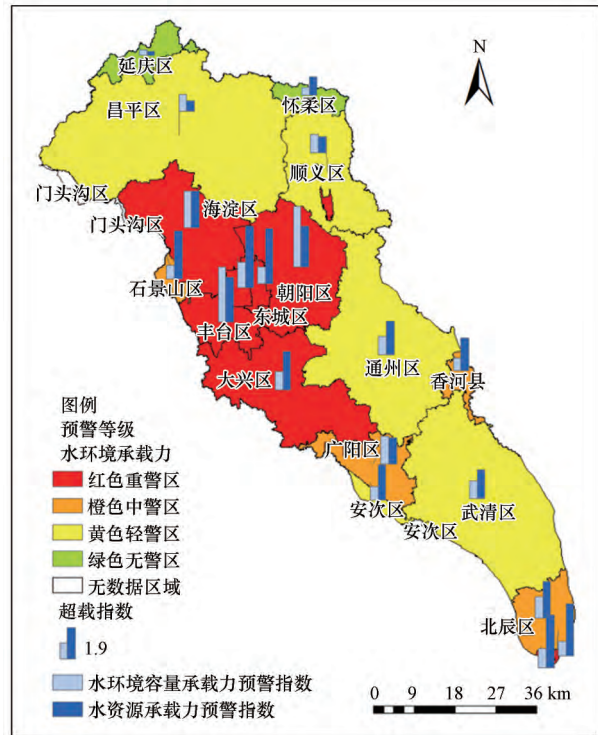 N
延庆区
昌平区
怀柔区
顺义区
门头沟区
门头沟区
海淀区
石景山区
朝阳区
东城区
丰台区
通州区
大兴区
香河县
广阳区
安次区
安次区
武清区
北辰区
图例
预警等级
水环境承载力
红色重警区
橙色中警区
黄色轻警区
绿色无警区
无数据区域
超载指数
1.9
水环境容量承载力预警指数
水资源承载力预警指数
0 9 18 27 36 km